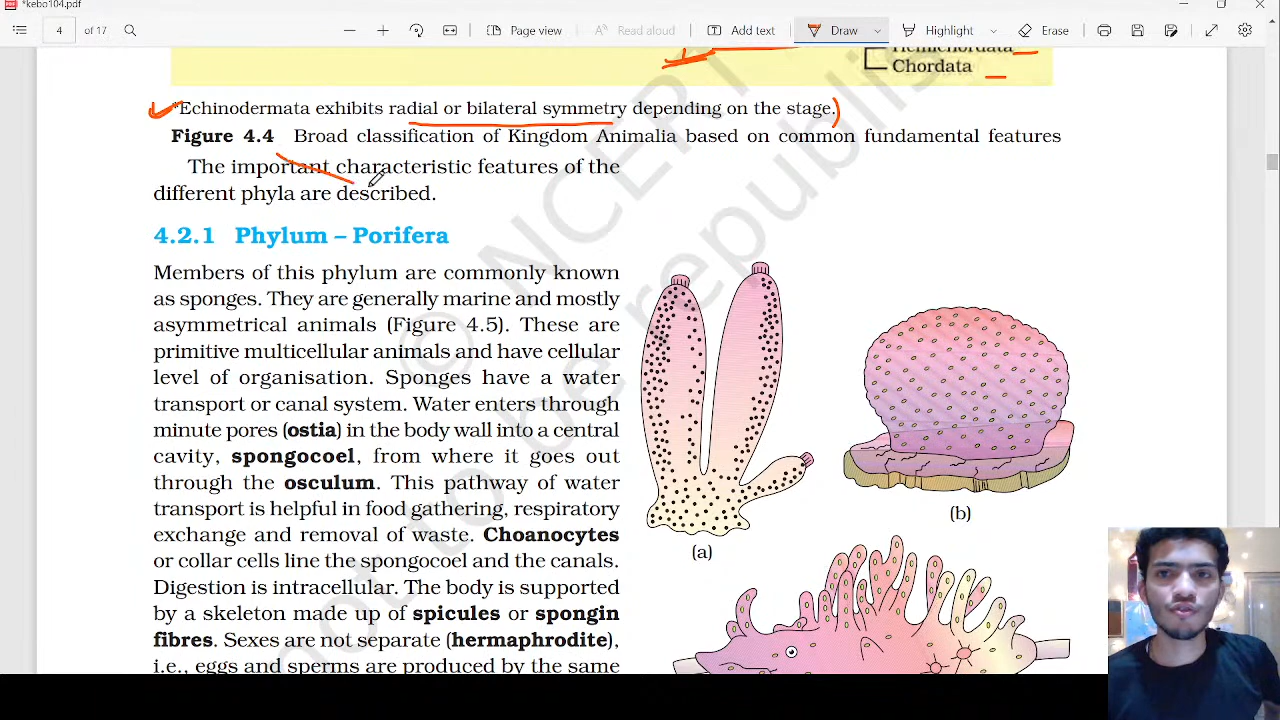 *kebo104.pdf
4 of 17 Page view Read aloud Add text Draw Highlight Erase
Hemichordata
Chordata
*Echinodermata exhibits radial or bilateral symmetry depending on the stage.
Figure 4.4 Broad classification of Kingdom Animalia based on common fundamental features
The important characteristic features of the
different phyla are described.
4.2.1 Phylum – Porifera
Members of this phylum are commonly known
as sponges. They are generally marine and mostly
asymmetrical animals (Figure 4.5). These are
primitive multicellular animals and have cellular
level of organisation. Sponges have a water
transport or canal system. Water enters through
minute pores (ostia) in the body wall into a central
cavity, spongocoel, from where it goes out
through the osculum. This pathway of water
transport is helpful in food gathering, respiratory
exchange and removal of waste. Choanocytes
or collar cells line the spongocoel and the canals.
Digestion is intracellular. The body is supported
by a skeleton made up of spicules or spongin
fibres. Sexes are not separate (hermaphrodite),
i.e., eggs and sperms are produced by the same
(a)
(b)
© NCERT
not to be republis